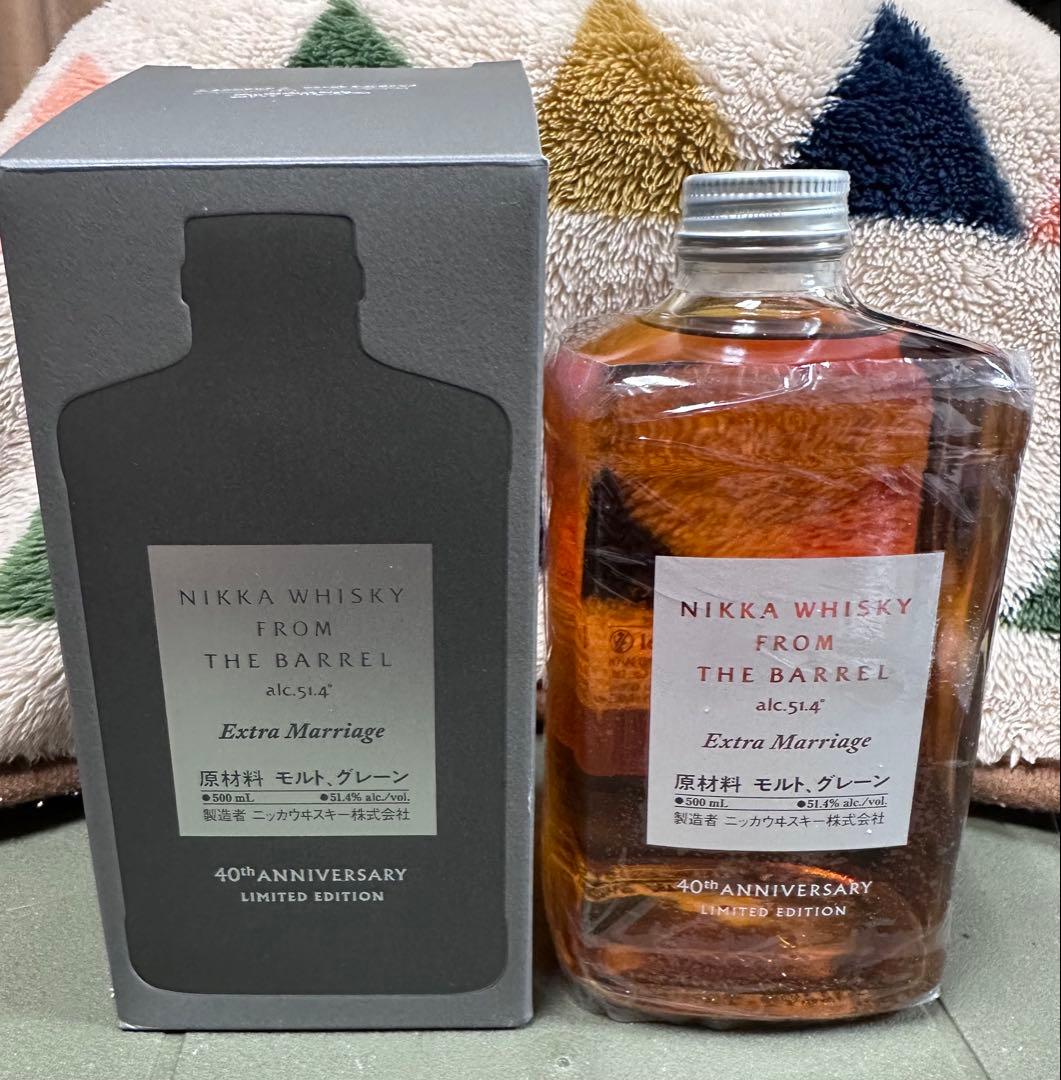 NIKKA WHISKY
FROM
THE BARREL
alc.51.4°
Extra Marriage
原材料 モルト、グレーン
●500 mL ●51.4% alc./vol.
製造者 ニッカウヰスキー株式会社
40th ANNIVERSARY
LIMITED EDITION
NIKKA WHISKY
FROM
THE BARREL
alc.51.4°
Extra Marriage
原材料 モルト、グレーン
●500 mL ●51.4% alc./vol.
製造者 ニッカウヰスキー株式会社
40th ANNIVERSARY
LIMITED EDITION